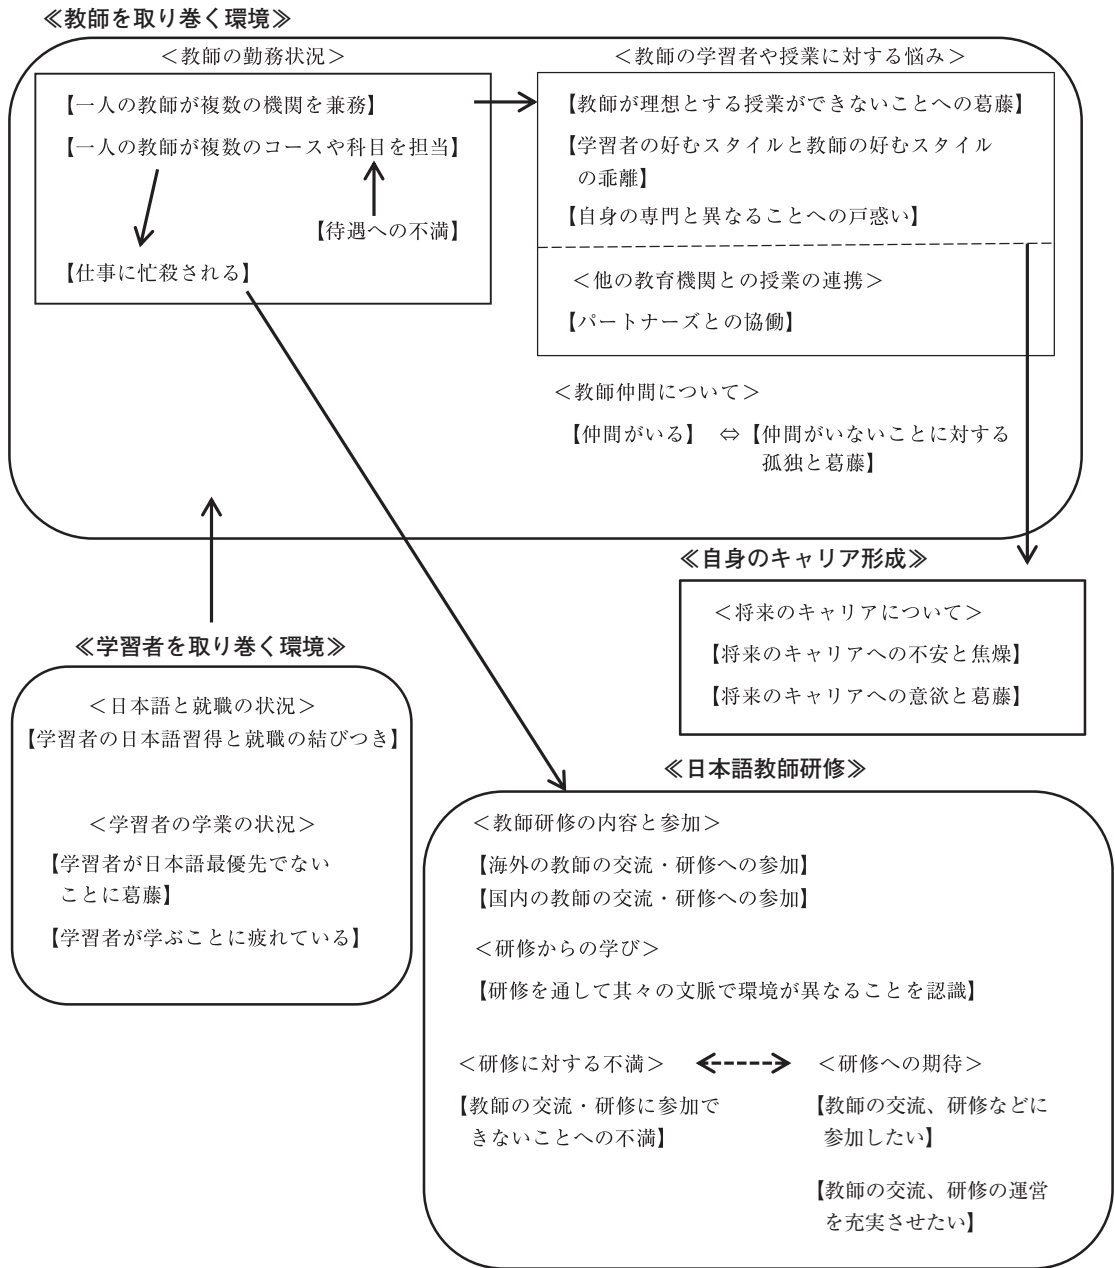 ≪教師を取り巻く環境≫
＜教師の勤務状況＞
【一人の教師が複数の機関を兼務】
【一人の教師が複数のコースや科目を担当】
【待遇への不満】
【仕事に忙殺される】
＜教師の学習者や授業に対する悩み＞
【教師が理想とする授業ができないことへの葛藤】
【学習者の好むスタイルと教師の好むスタイル
の乖離】
【自身の専門と異なることへの戸惑い】
＜他の教育機関との授業の連携＞
【パートナーズとの協働】
＜教師仲間について＞
【仲間がいる】 ⇔【仲間がいないことに対する
孤独と葛藤】
≪自身のキャリア形成≫
＜将来のキャリアについて＞
【将来のキャリアへの不安と焦燥】
【将来のキャリアへの意欲と葛藤】
≪学習者を取り巻く環境≫
＜日本語と就職の状況＞
【学習者の日本語習得と就職の結びつき】
＜学習者の学業の状況＞
【学習者が日本語最優先でない
ことに葛藤】
【学習者が学ぶことに疲れている】
≪日本語教師研修≫
＜教師研修の内容と参加＞
【海外の教師の交流・研修への参加】
【国内の教師の交流・研修への参加】
＜研修からの学び＞
【研修を通して其々の文脈で環境が異なることを認識】
＜研修に対する不満＞
【教師の交流・研修に参加で
きないことへの不満】
＜研修への期待＞
【教師の交流、研修などに
参加したい】
【教師の交流、研修の運営
を充実させたい】